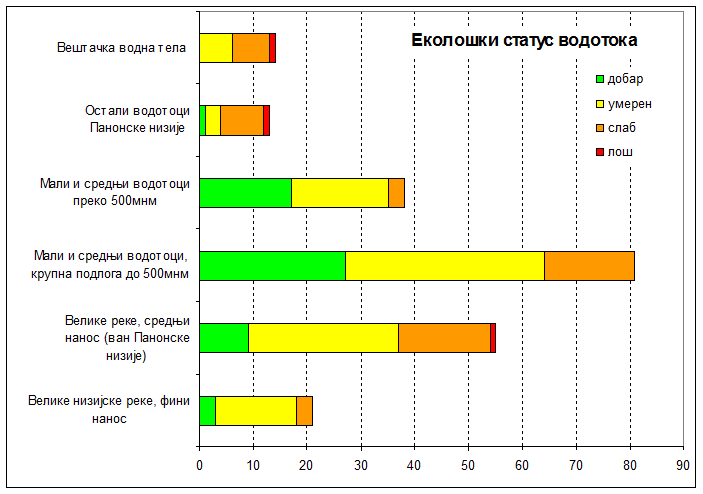 Еколошки статус водотока
добар
умерен
слаб
лош
Вештачка водна тела
Остали водотоци
Панонске низије
Мали и средњи водотоци
преко 500мнм
Мали и средњи водотоци,
крупна подлога до 500мнм
Велике реке, средњи
нанос (ван Панонске
низије)
Велике низијске реке, фини
нанос
0 10 20 30 40 50 60 70 80 90